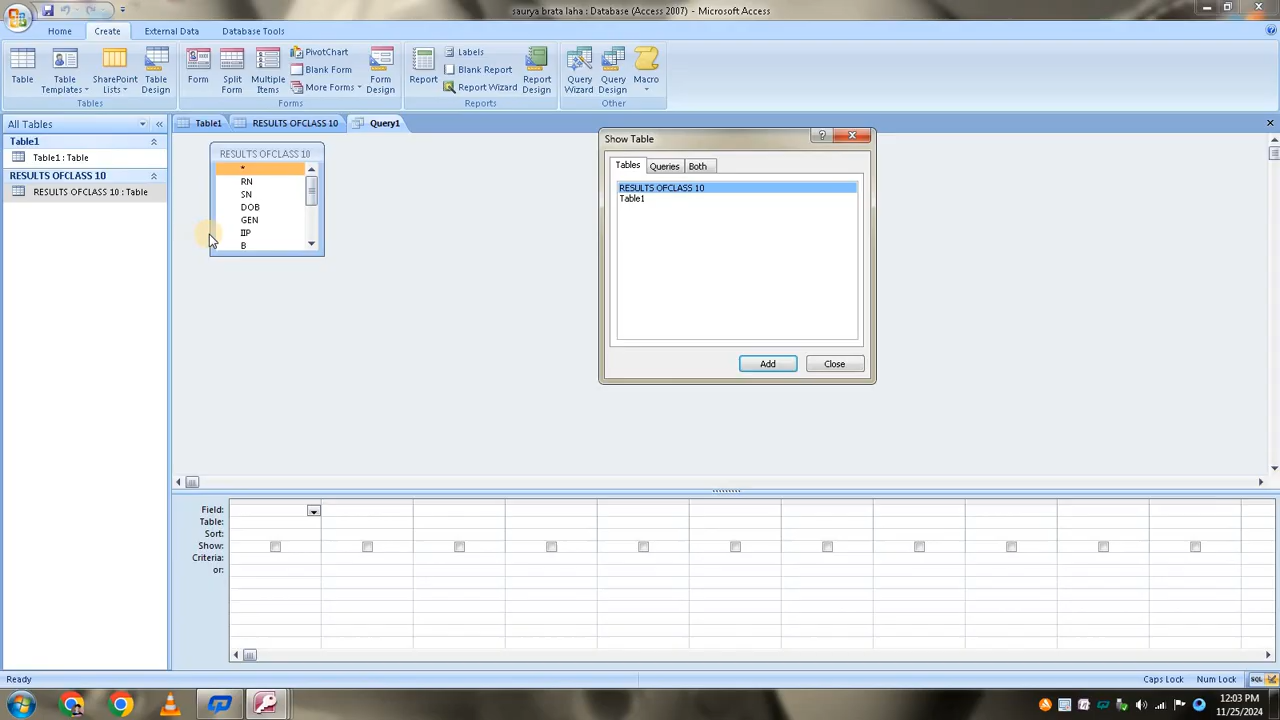 saurya brata laha : Database (Access 2007) - Microsoft Access
Home Create External Data Database Tools
Table Table Templates SharePoint Lists Table Design
Form Split Form Multiple Items PivotChart Blank Form More Forms Form Design
Report Labels Blank Report Report Wizard Report Design
Query Wizard Query Design Macro
Tables Forms Reports Other
All Tables «
Table1 RESULTS OFCLASS 10 Query1
Table1
Table1 : Table
RESULTS OFCLASS 10
RESULTS OFCLASS 10 : Table
RESULTS OFCLASS 10
*
RN
SN
DOB
GEN
IIP
B
Show Table
Tables Queries Both
RESULTS OFCLASS 10
Table1
Add Close
Field:
Table:
Sort:
Show:
Criteria:
or:
Ready Caps Lock Num Lock SQL
12:03 PM
11/25/2024